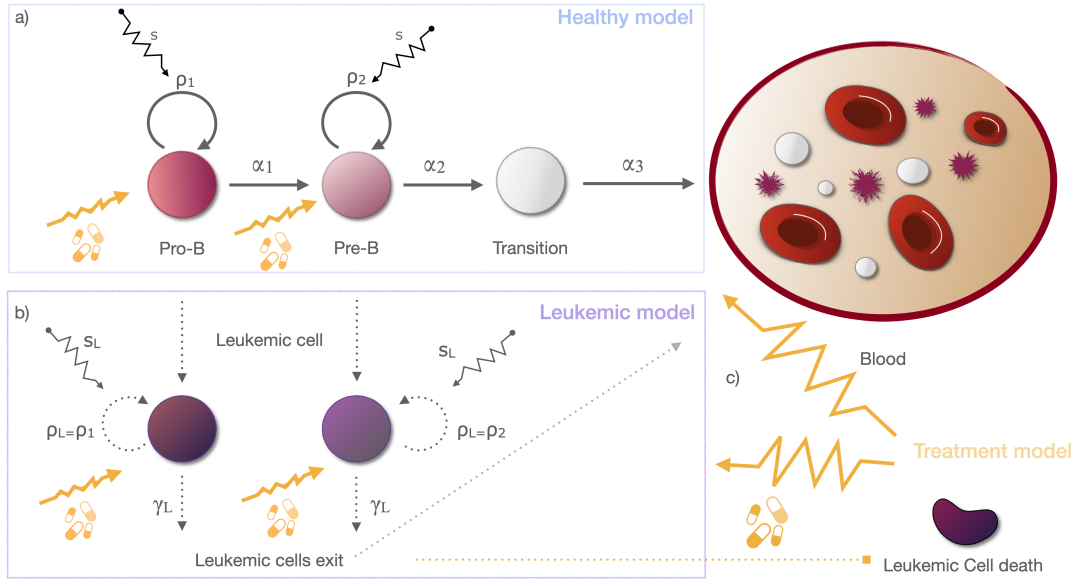 a)
Healthy model
s
s
ρ1
ρ2
α1
α2
α3
Pro-B
Pre-B
Transition
b)
Leukemic model
Leukemic cell
sL
sL
ρL=ρ1
ρL=ρ2
γL
γL
Leukemic cells exit
Blood
c)
Treatment model
Leukemic Cell death